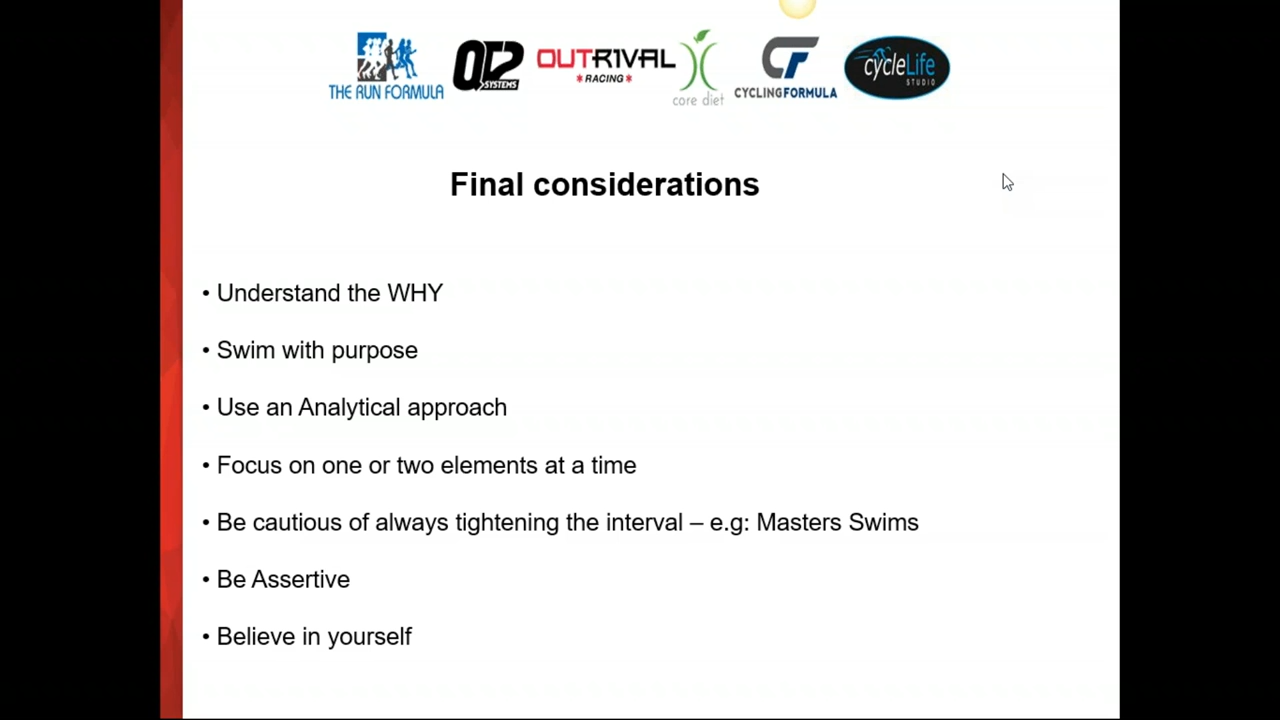 THE RUN FORMULA
QT2
SYSTEMS
OUTRIVAL
RACING
core diet
CYCLINGFORMULA
cycleLife
STUDIO
Final considerations
• Understand the WHY
• Swim with purpose
• Use an Analytical approach
• Focus on one or two elements at a time
• Be cautious of always tightening the interval – e.g: Masters Swims
• Be Assertive
• Believe in yourself